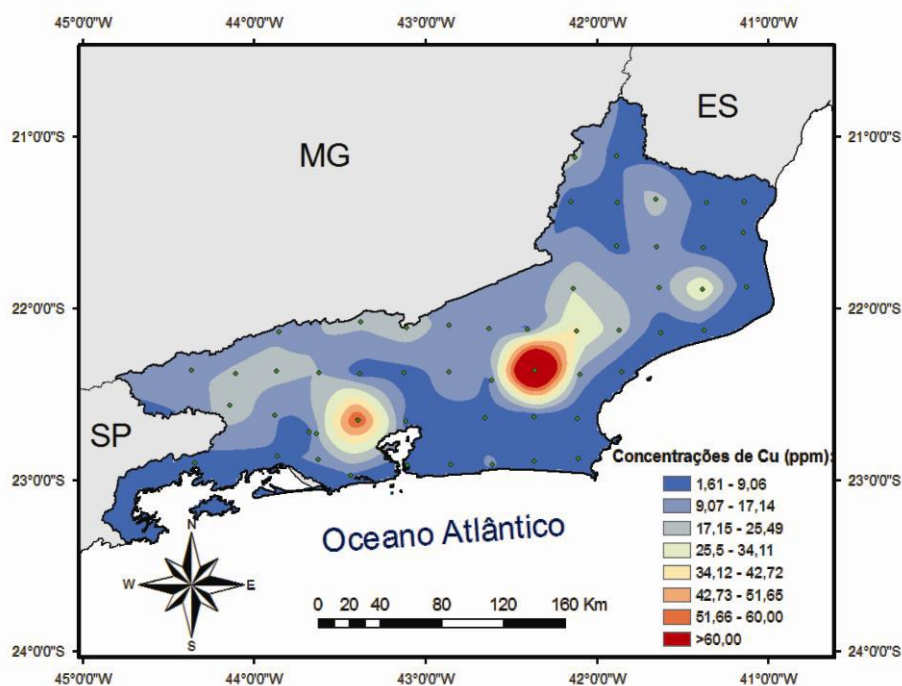 45°0'0"W 44°0'0"W 43°0'0"W 42°0'0"W 41°0'0"W
ES
21°0'0"S 21°0'0"S
MG
22°0'0"S 22°0'0"S
SP
23°0'0"S 23°0'0"S
Concentrações de Cu (ppm):
1,61 - 9,06
9,07 - 17,14
17,15 - 25,49
25,5 - 34,11
34,12 - 42,72
42,73 - 51,65
51,66 - 60,00
>60,00
Oceano Atlântico
N
W E
S
0 20 40 80 120 160 Km
24°0'0"S 24°0'0"S
45°0'0"W 44°0'0"W 43°0'0"W 42°0'0"W 41°0'0"W